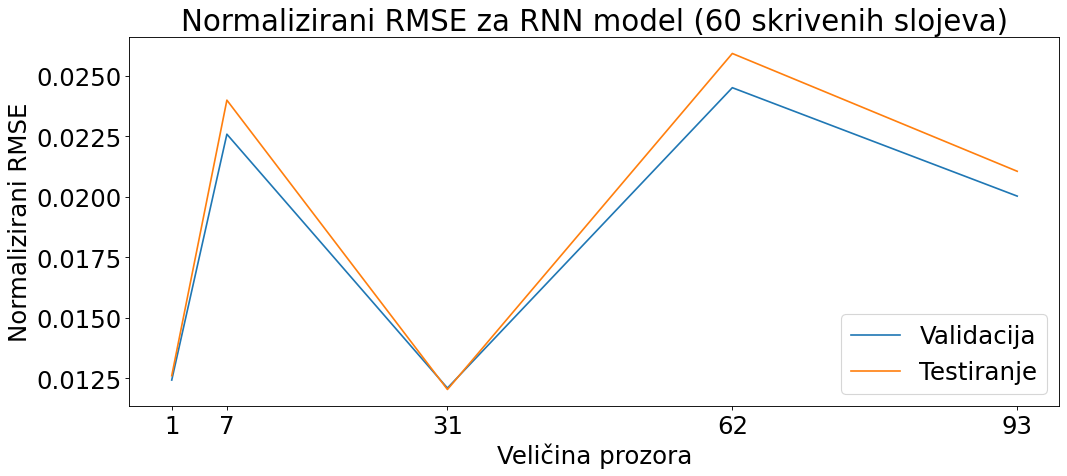 Normalizirani RMSE za RNN model (60 skrivenih slojeva)
Normalizirani RMSE
0.0250
0.0225
0.0200
0.0175
0.0150
0.0125
Validacija
Testiranje
1 7 31 62 93
Veličina prozora